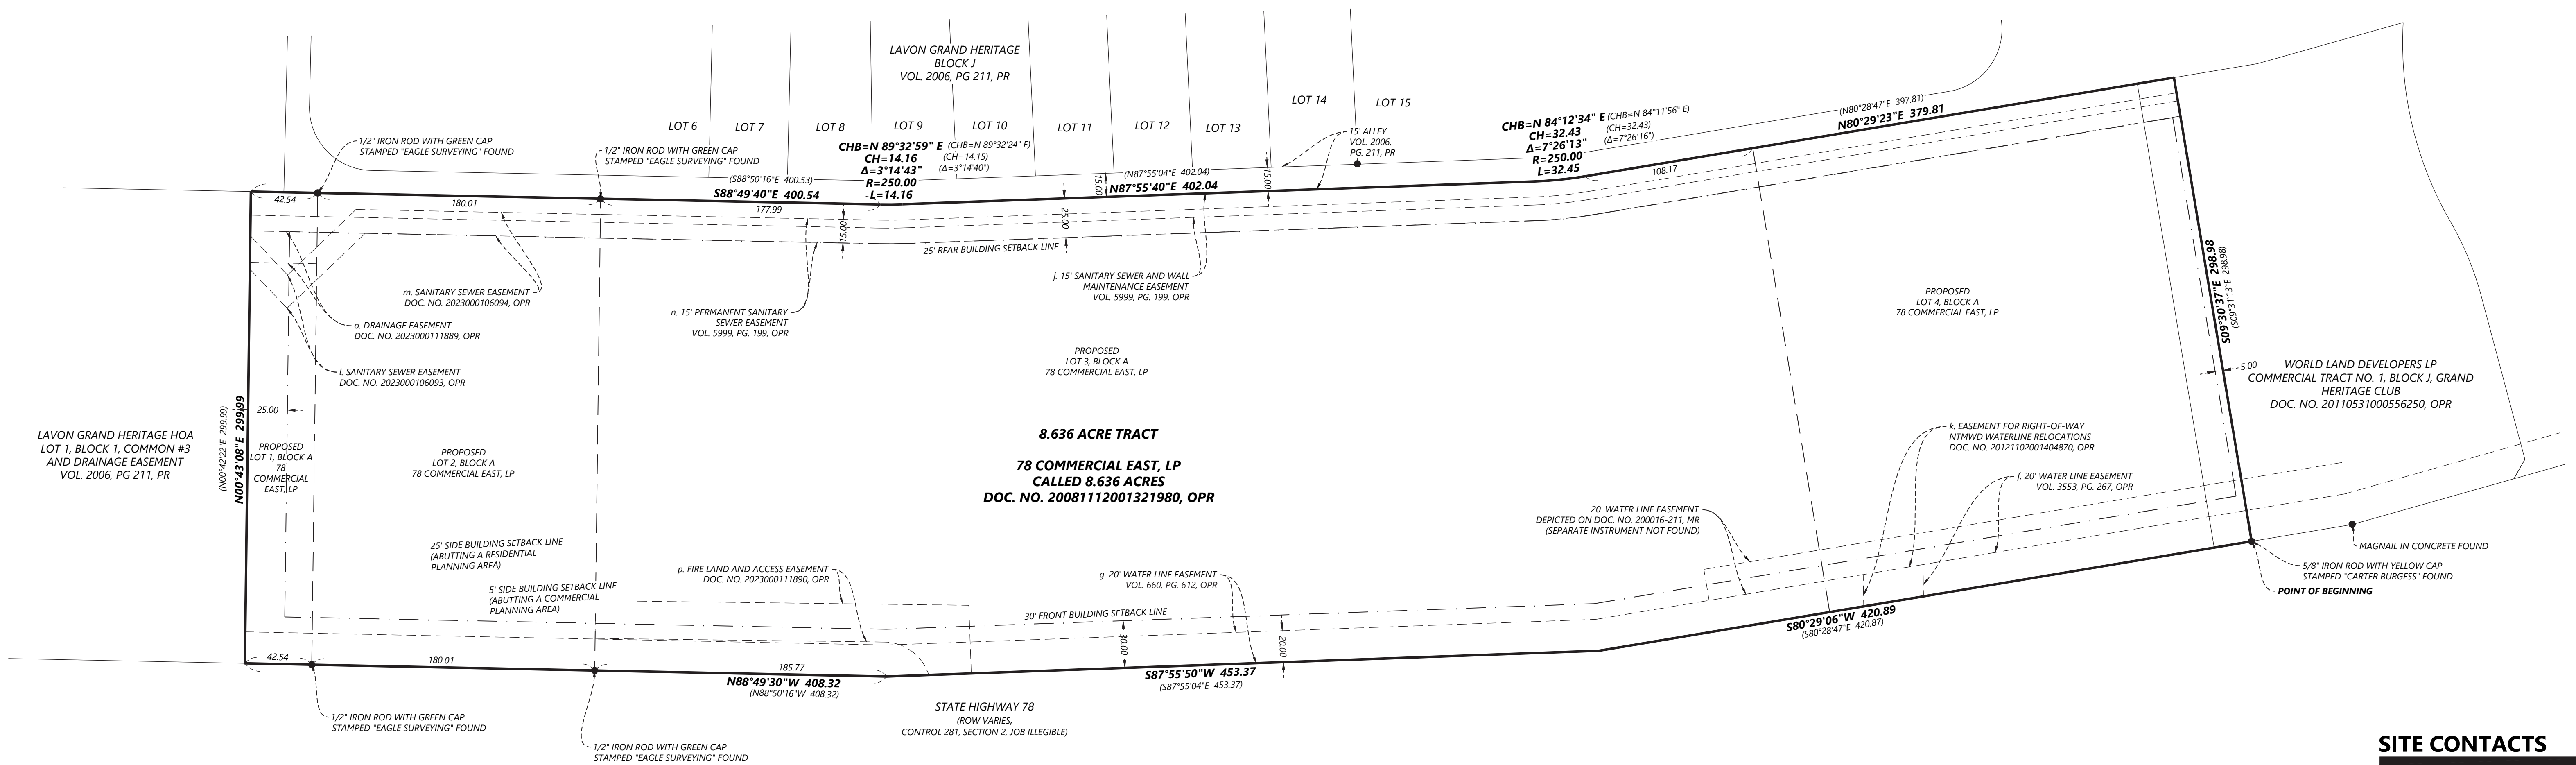 LAVON GRAND HERITAGE
BLOCK J
VOL. 2006, PG 211, PR
LOT 6
LOT 7
LOT 8
LOT 9
LOT 10
LOT 11
LOT 12
LOT 13
LOT 14
LOT 15
1/2" IRON ROD WITH GREEN CAP
STAMPED "EAGLE SURVEYING" FOUND
1/2" IRON ROD WITH GREEN CAP
STAMPED "EAGLE SURVEYING" FOUND
CHB=N 89°32'59" E (CHB=N 89°32'24" E)
CH=14.16 (CH=14.15)
Δ=3°14'43" (Δ=3°14'40")
R=250.00
L=14.16
15' ALLEY
VOL. 2006,
PG. 211, PR
CHB=N 84°12'34" E (CHB=N 84°11'56" E)
CH=32.43 (CH=32.43)
Δ=7°26'13" (Δ=7°26'16")
R=250.00
L=32.45
(N80°28'47"E 397.81)
N80°29'23"E 379.81
(S88°50'16"E 400.53)
S88°49'40"E 400.54
(N87°55'04"E 402.04)
N87°55'40"E 402.04
42.54
180.01
177.99
108.17
15.00
15.00
15.00
25.00
25' REAR BUILDING SETBACK LINE
j. 15' SANITARY SEWER AND WALL
MAINTENANCE EASEMENT
VOL. 5999, PG. 199, OPR
m. SANITARY SEWER EASEMENT
DOC. NO. 2023000106094, OPR
n. 15' PERMANENT SANITARY
SEWER EASEMENT
VOL. 5999, PG. 199, OPR
o. DRAINAGE EASEMENT
DOC. NO. 2023000111889, OPR
l. SANITARY SEWER EASEMENT
DOC. NO. 2023000106093, OPR
PROPOSED
LOT 3, BLOCK A
78 COMMERCIAL EAST, LP
PROPOSED
LOT 4, BLOCK A
78 COMMERCIAL EAST, LP
S09°30'37"E 298.98
(S09°31'13"E 298.98)
5.00
WORLD LAND DEVELOPERS LP
COMMERCIAL TRACT NO. 1, BLOCK J, GRAND
HERITAGE CLUB
DOC. NO. 20110531000556250, OPR
LAVON GRAND HERITAGE HOA
LOT 1, BLOCK 1, COMMON #3
AND DRAINAGE EASEMENT
VOL. 2006, PG 211, PR
(N00°42'22"E 299.99)
N00°43'08"E 299.99
25.00
PROPOSED
LOT 1, BLOCK A
78
COMMERCIAL
EAST, LP
PROPOSED
LOT 2, BLOCK A
78 COMMERCIAL EAST, LP
8.636 ACRE TRACT
78 COMMERCIAL EAST, LP
CALLED 8.636 ACRES
DOC. NO. 20081112001321980, OPR
k. EASEMENT FOR RIGHT-OF-WAY
NTMWD WATERLINE RELOCATIONS
DOC. NO. 20121102001404870, OPR
f. 20' WATER LINE EASEMENT
VOL. 3553, PG. 267, OPR
20' WATER LINE EASEMENT
DEPICTED ON DOC. NO. 200016-211, MR
(SEPARATE INSTRUMENT NOT FOUND)
25' SIDE BUILDING SETBACK LINE
(ABUTTING A RESIDENTIAL
PLANNING AREA)
5' SIDE BUILDING SETBACK LINE
(ABUTTING A COMMERCIAL
PLANNING AREA)
p. FIRE LAND AND ACCESS EASEMENT
DOC. NO. 2023000111890, OPR
g. 20' WATER LINE EASEMENT
VOL. 660, PG. 612, OPR
30' FRONT BUILDING SETBACK LINE
30.00
20.00
MAGNAIL IN CONCRETE FOUND
5/8" IRON ROD WITH YELLOW CAP
STAMPED "CARTER BURGESS" FOUND
POINT OF BEGINNING
S80°29'06"W 420.89
(S80°28'47"E 420.87)
42.54
180.01
185.77
N88°49'30"W 408.32
(N88°50'16"W 408.32)
S87°55'50"W 453.37
(S87°55'04"E 453.37)
STATE HIGHWAY 78
(ROW VARIES,
CONTROL 281, SECTION 2, JOB ILLEGIBLE)
1/2" IRON ROD WITH GREEN CAP
STAMPED "EAGLE SURVEYING" FOUND
1/2" IRON ROD WITH GREEN CAP
STAMPED "EAGLE SURVEYING" FOUND
SITE CONTACTS